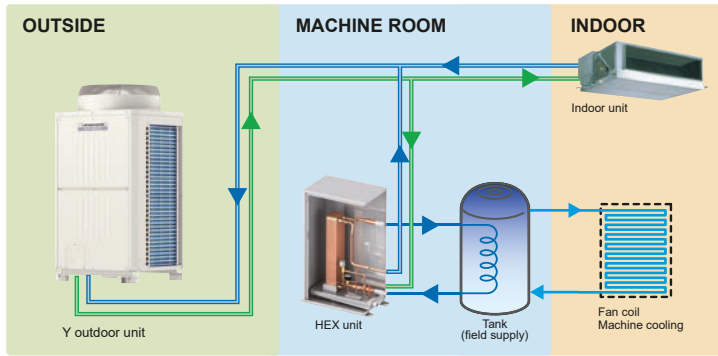 OUTSIDE
MACHINE ROOM
INDOOR
Indoor unit
Y outdoor unit
HEX unit
Tank
(field supply)
Fan coil
Machine cooling